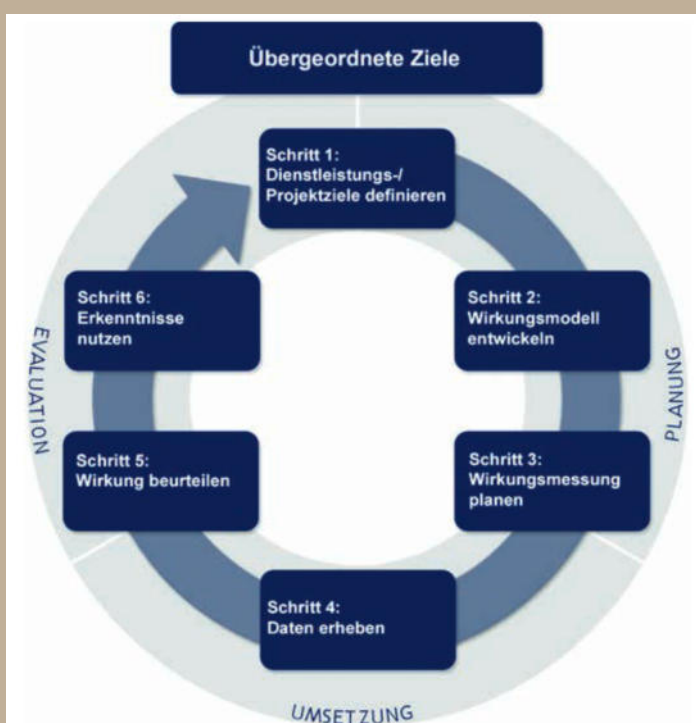 Übergeordnete Ziele
Schritt 1:
Dienstleistungs-/
Projektziele definieren
Schritt 2:
Wirkungsmodell
entwickeln
Schritt 3:
Wirkungsmessung
planen
Schritt 4:
Daten erheben
Schritt 5:
Wirkung beurteilen
Schritt 6:
Erkenntnisse
nutzen
PLANUNG
UMSETZUNG
EVALUATION